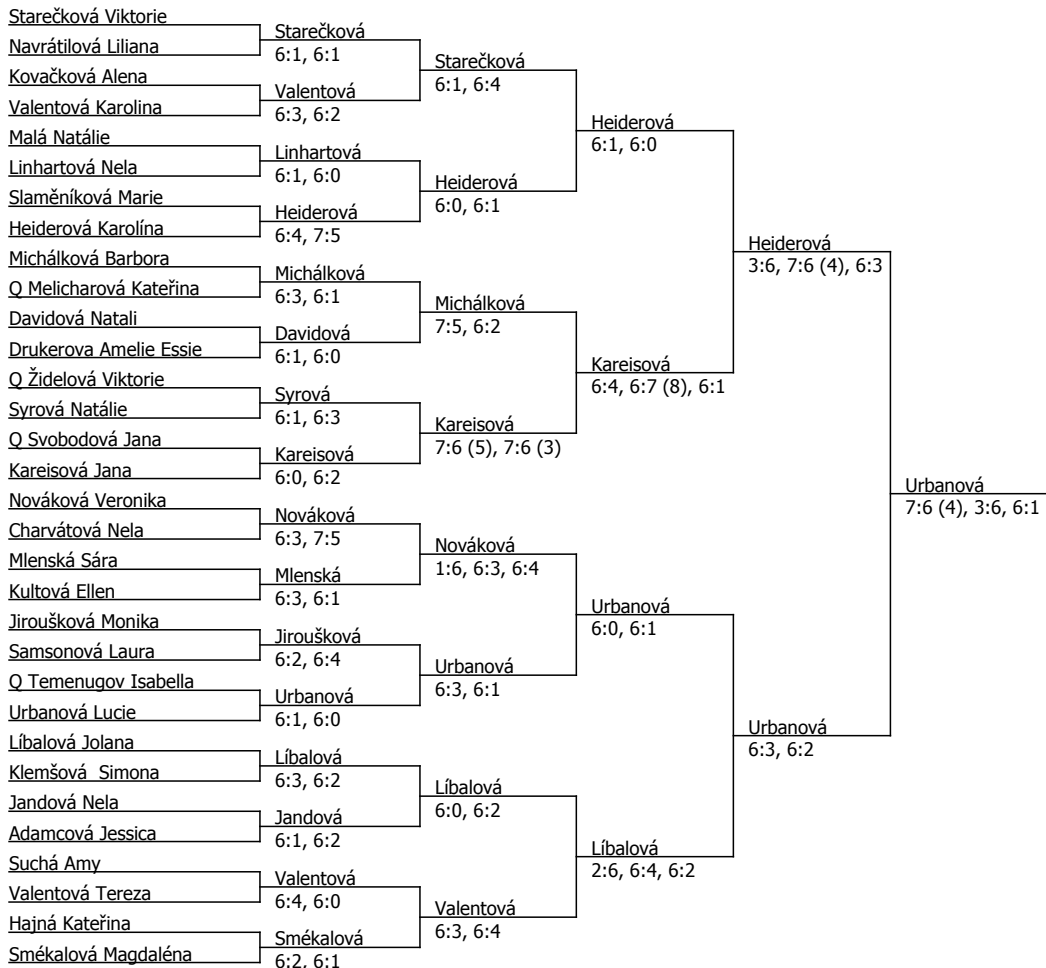 Starečková Viktorie
Navrátilová Liliana
Kovačková Alena
Valentová Karolina
Malá Natálie
Linhartová Nela
Slaměníková Marie
Heiderová Karolína
Michálková Barbora
Q Melicharová Kateřina
Davidová Natali
Drukerova Amelie Essie
Q Židelová Viktorie
Syrová Natálie
Q Svobodová Jana
Kareisová Jana
Nováková Veronika
Charvátová Nela
Mlenská Sára
Kultová Ellen
Jiroušková Monika
Samsonová Laura
Q Temenugov Isabella
Urbanová Lucie
Líbalová Jolana
Klemšová  Simona
Jandová Nela
Adamcová Jessica
Suchá Amy
Valentová Tereza
Hajná Kateřina
Smékalová Magdaléna
Starečková
6:1, 6:1
Valentová
6:3, 6:2
Linhartová
6:1, 6:0
Heiderová
6:4, 7:5
Michálková
6:3, 6:1
Davidová
6:1, 6:0
Syrová
6:1, 6:3
Kareisová
6:0, 6:2
Nováková
6:3, 7:5
Mlenská
6:3, 6:1
Jiroušková
6:2, 6:4
Urbanová
6:1, 6:0
Líbalová
6:3, 6:2
Jandová
6:1, 6:2
Valentová
6:4, 6:0
Smékalová
6:2, 6:1
Starečková
6:1, 6:4
Heiderová
6:0, 6:1
Michálková
7:5, 6:2
Kareisová
7:6 (5), 7:6 (3)
Nováková
1:6, 6:3, 6:4
Urbanová
6:3, 6:1
Líbalová
6:0, 6:2
Valentová
6:3, 6:4
Heiderová
6:1, 6:0
Kareisová
6:4, 6:7 (8), 6:1
Urbanová
6:0, 6:1
Líbalová
2:6, 6:4, 6:2
Heiderová
3:6, 7:6 (4), 6:3
Urbanová
6:3, 6:2
Urbanová
7:6 (4), 3:6, 6:1